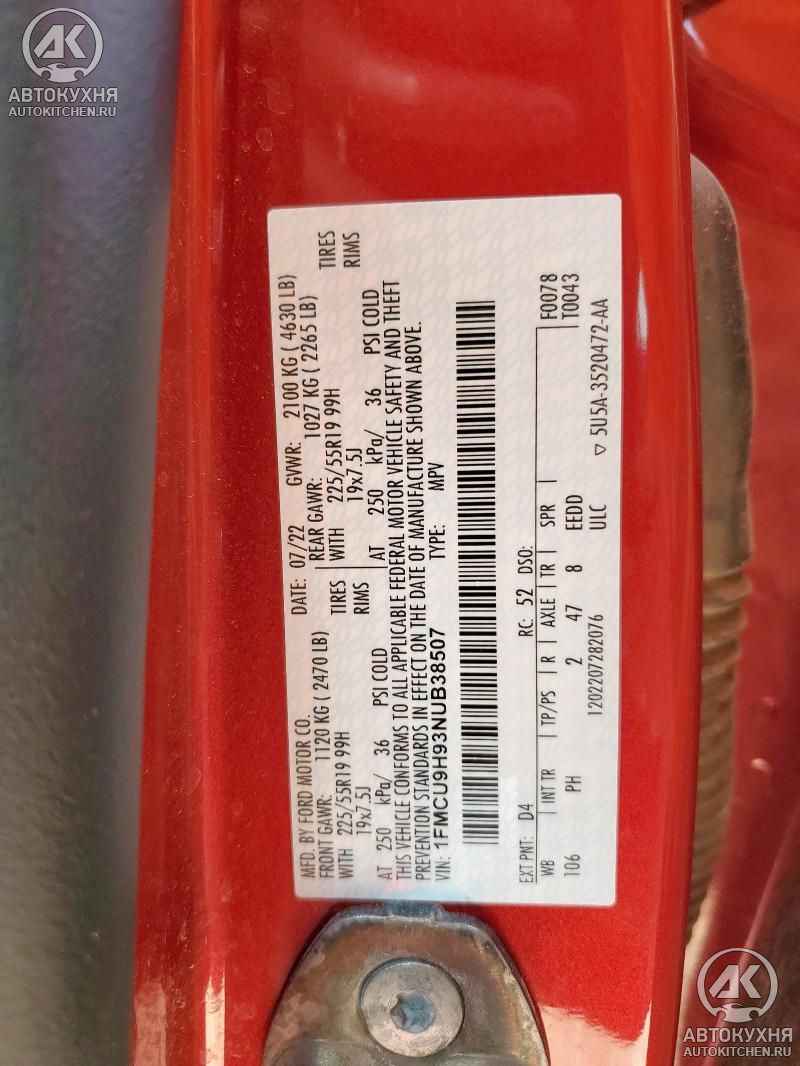 AK
АВТОКУХНЯ
AUTOKITCHEN.RU
MFD. BY FORD MOTOR CO. DATE: 07/22 GVWR: 2100 KG ( 4630 LB)
FRONT GAWR: 1120 KG ( 2470 LB) REAR GAWR: 1027 KG ( 2265 LB)
WITH 225/55R19 99H TIRES WITH 225/55R19 99H TIRES
19x7.5J RIMS 19x7.5J RIMS
AT 250 kPa/ 36 PSI COLD AT 250 kPa/ 36 PSI COLD
THIS VEHICLE CONFORMS TO ALL APPLICABLE FEDERAL MOTOR VEHICLE SAFETY AND THEFT
PREVENTION STANDARDS IN EFFECT ON THE DATE OF MANUFACTURE SHOWN ABOVE.
VIN: 1FMCU9H93NUB38507 TYPE: MPV
EXT PNT: D4 RC: 52 DSO: F0078
WB INT TR TP/PS R AXLE TR SPR T0043
106 PH 2 47 8 EEDD
1202207282076 ULC ▽ 5U5A-3520472-AA
AK
АВТОКУХНЯ
AUTOKITCHEN.RU